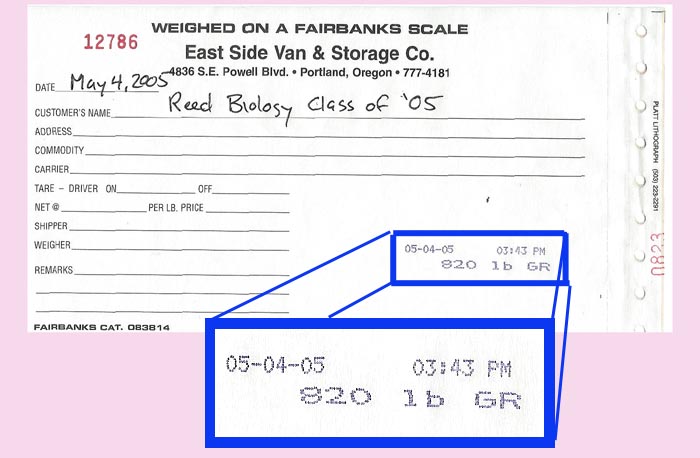 WEIGHED ON A FAIRBANKS SCALE
12786
East Side Van & Storage Co.
4836 S.E. Powell Blvd. • Portland, Oregon • 777-4181
DATE May 4, 2005
CUSTOMER'S NAME Reed Biology Class of '05
ADDRESS
COMMODITY
CARRIER
TARE – DRIVER ON OFF
NET @ PER LB. PRICE
SHIPPER
WEIGHER
05-04-05 03:43 PM
820 lb GR
REMARKS
FAIRBANKS CAT. 083814
PLATT LITHOGRAPH (503) 223-2291
0823
05-04-05 03:43 PM
820 lb GR